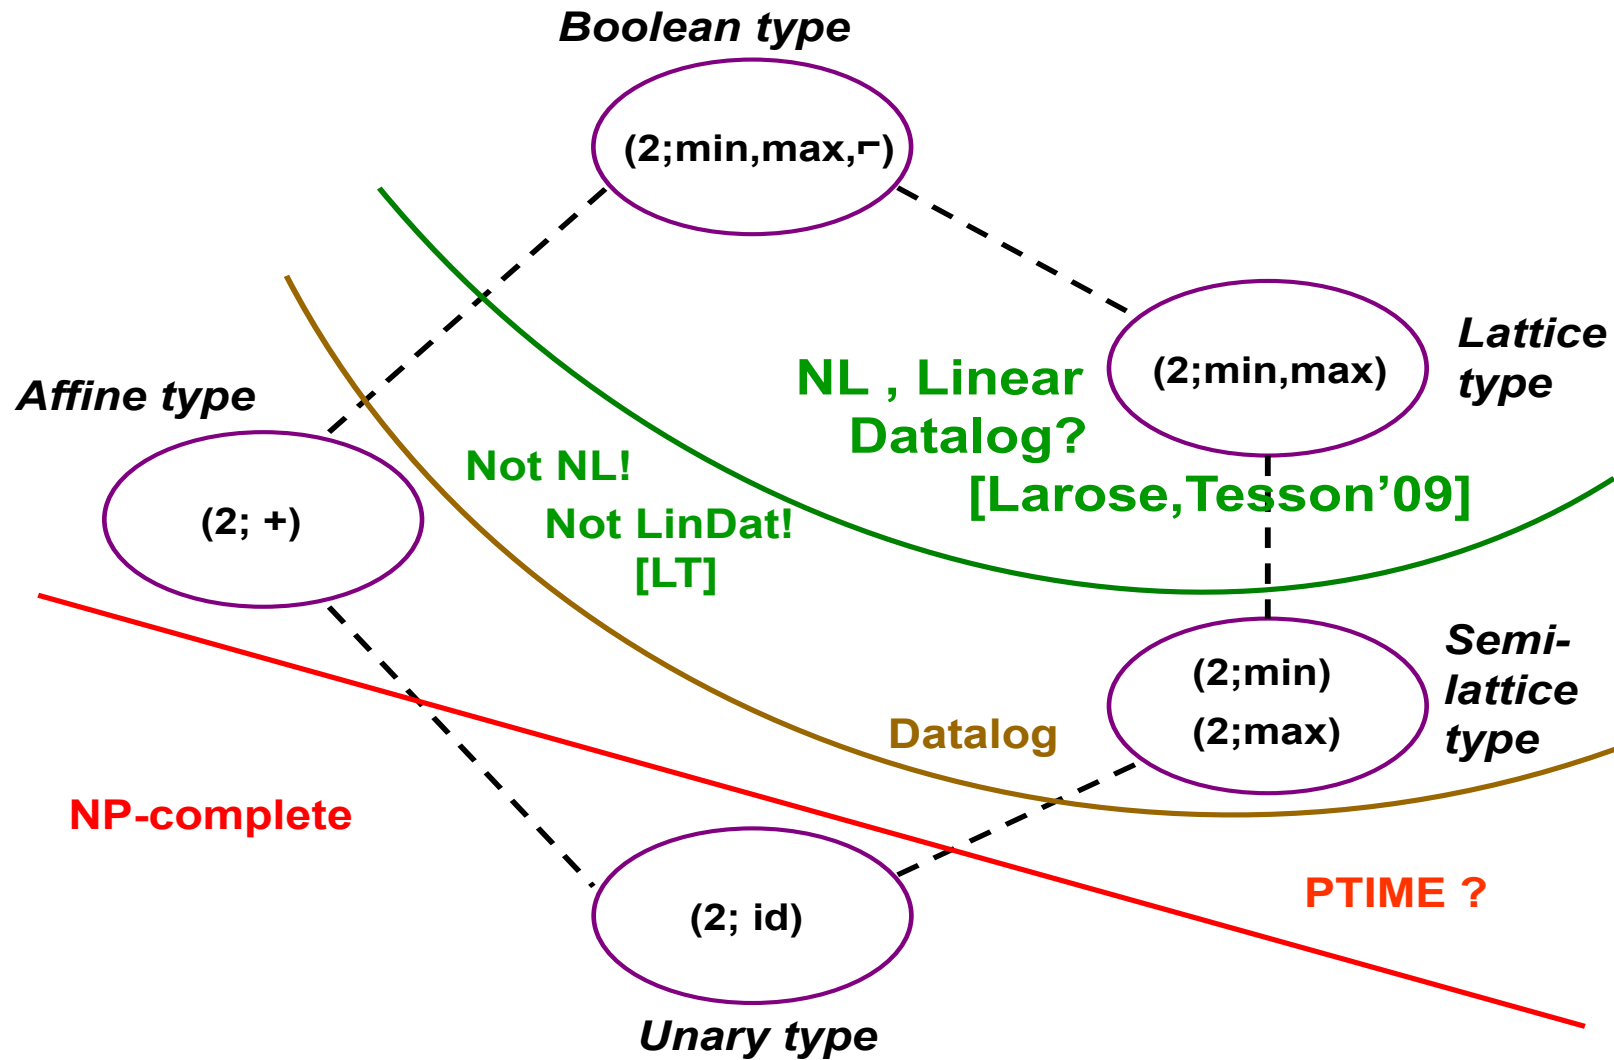 Boolean type
(2;min,max,⌐)
Lattice
type
NL , Linear
Datalog?
(2;min,max)
Affine type
Not NL!
[Larose,Tesson’09]
(2; +)
Not LinDat!
[LT]
Semi-
lattice
type
(2;min)
(2;max)
Datalog
NP-complete
PTIME ?
(2; id)
Unary type